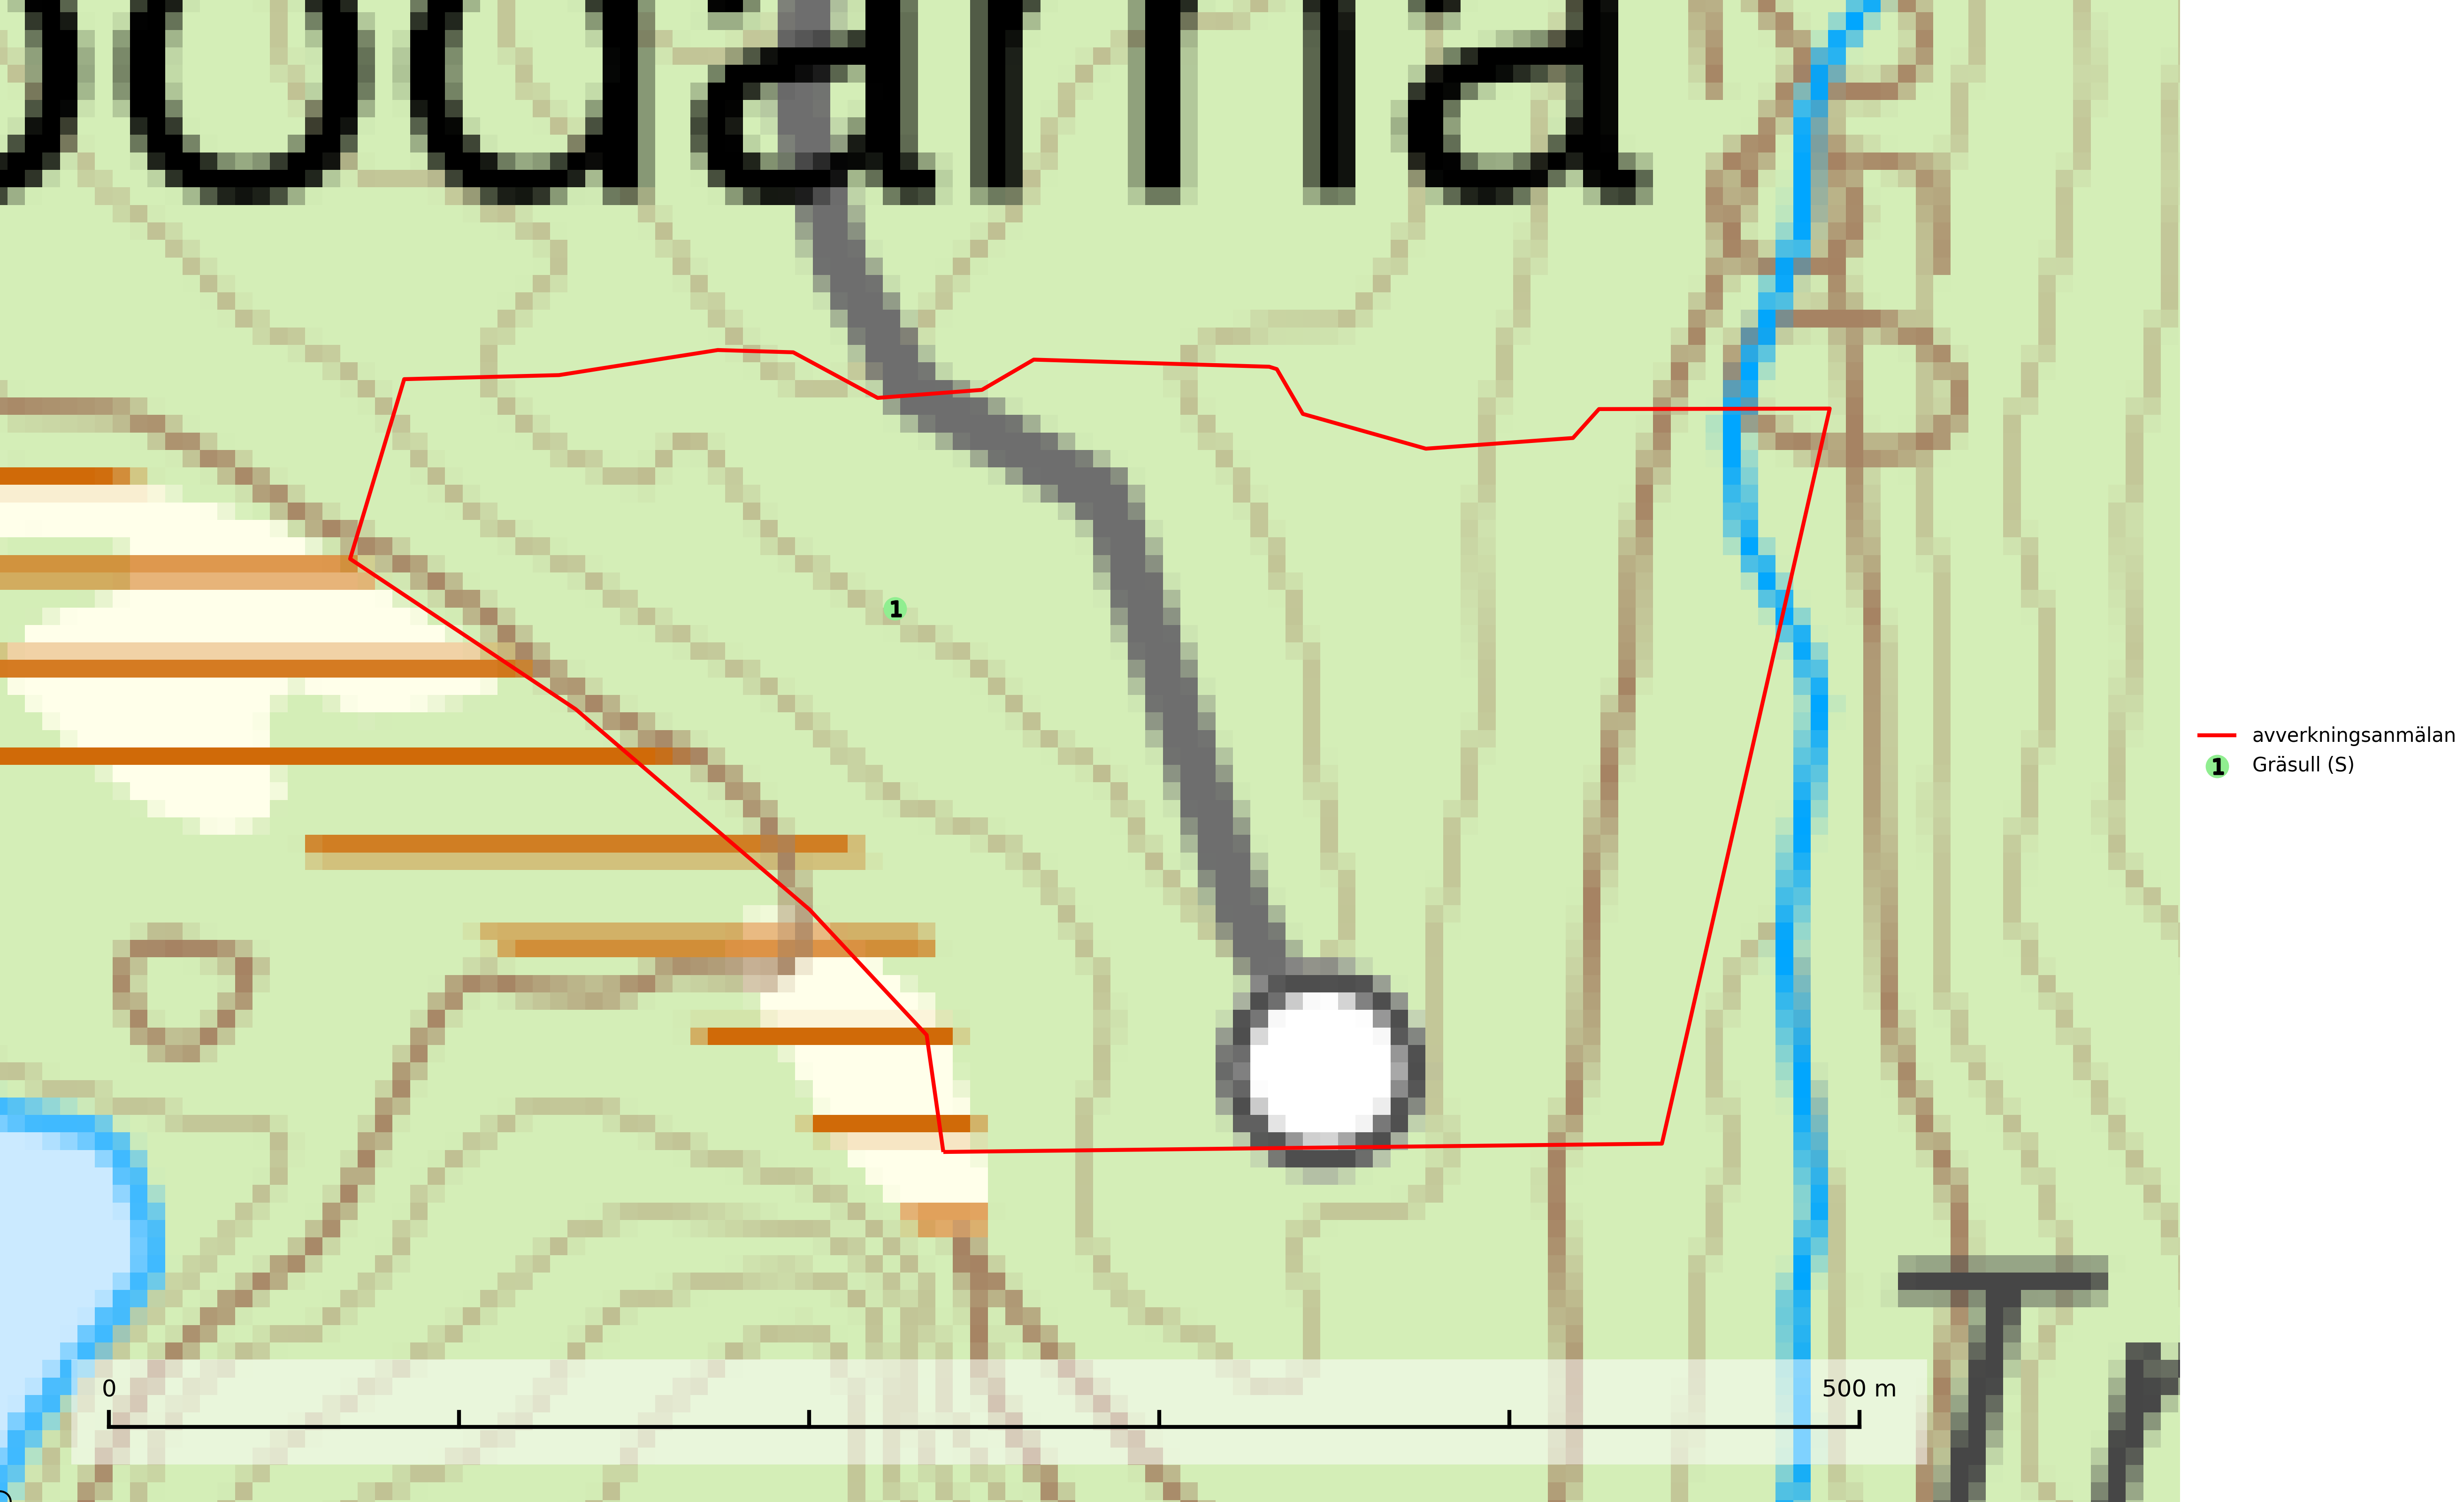 1
avverkningsanmälan
1 Gräsull (S)
0 500 m